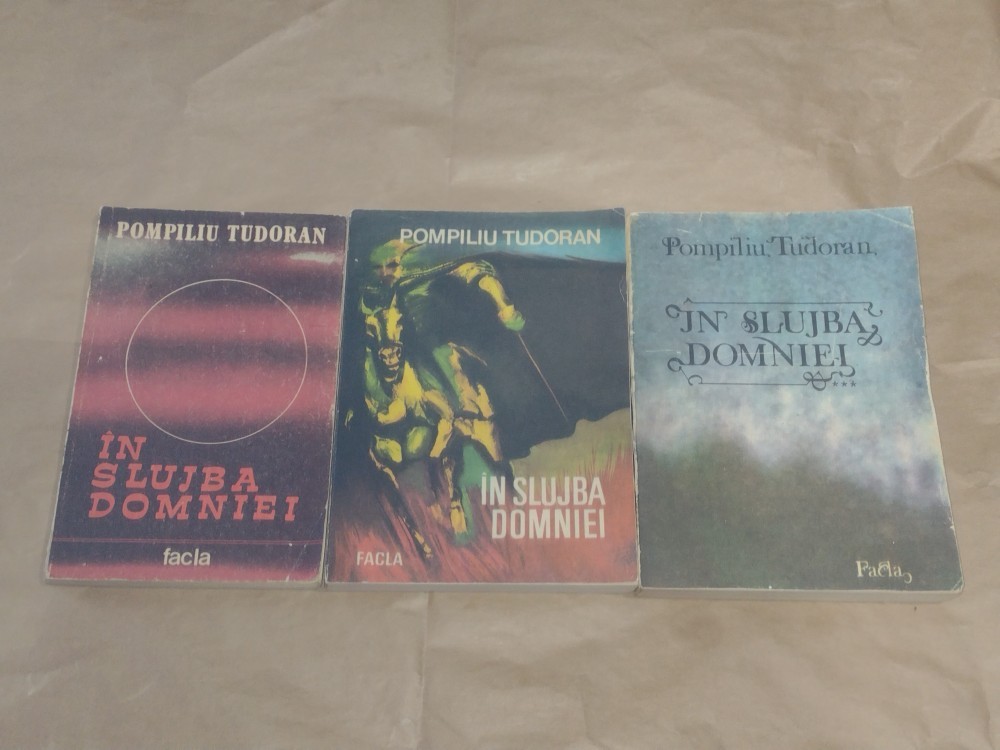 POMPILIU TUDORAN
ÎN
SLUJBA
DOMNIEI
facla
POMPILIU TUDORAN
ÎN SLUJBA
DOMNIEI
FACLA
Pompiliu Tudoran
ÎN SLUJBA
DOMNIEI
***
Facla